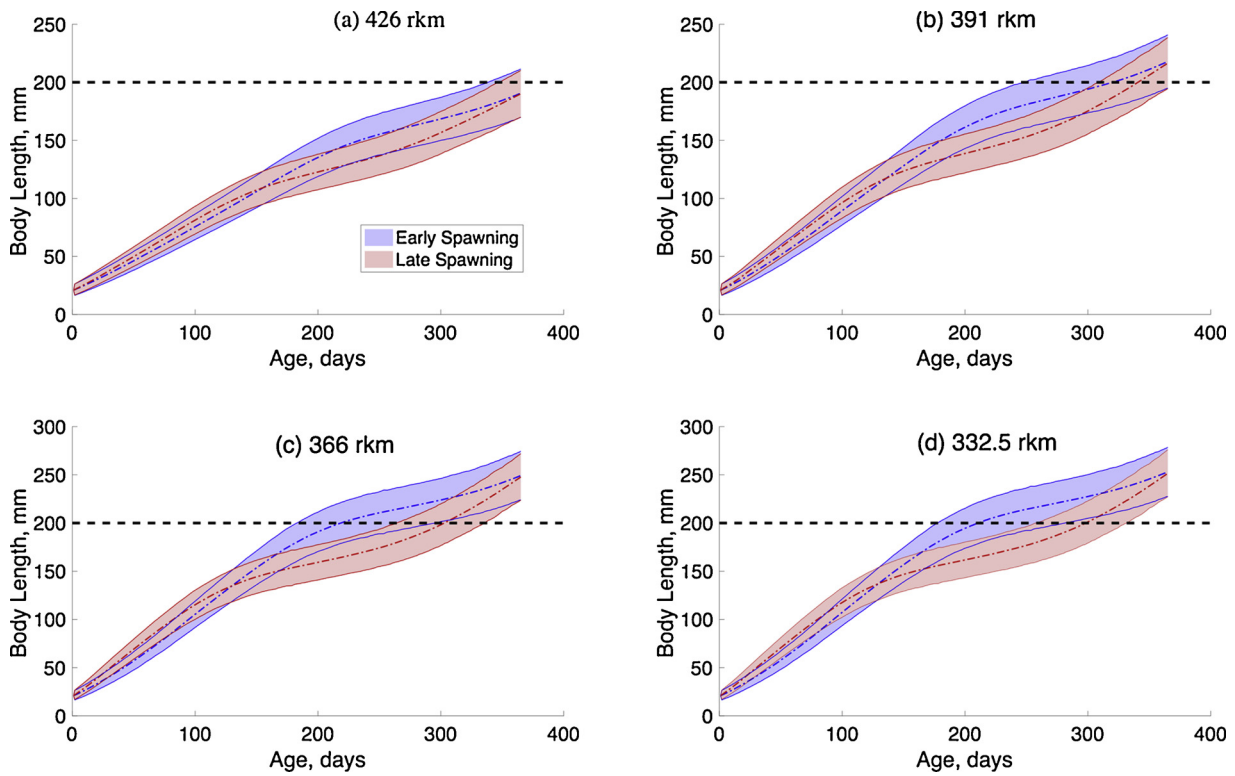 (a) 426 rkm
250
200
150
100
50
0
Body Length, mm
0 100 200 300 400
Age, days
Early Spawning
Late Spawning
(b) 391 rkm
250
200
150
100
50
0
Body Length, mm
0 100 200 300 400
Age, days
(c) 366 rkm
300
250
200
150
100
50
0
Body Length, mm
0 100 200 300 400
Age, days
(d) 332.5 rkm
300
250
200
150
100
50
0
Body Length, mm
0 100 200 300 400
Age, days